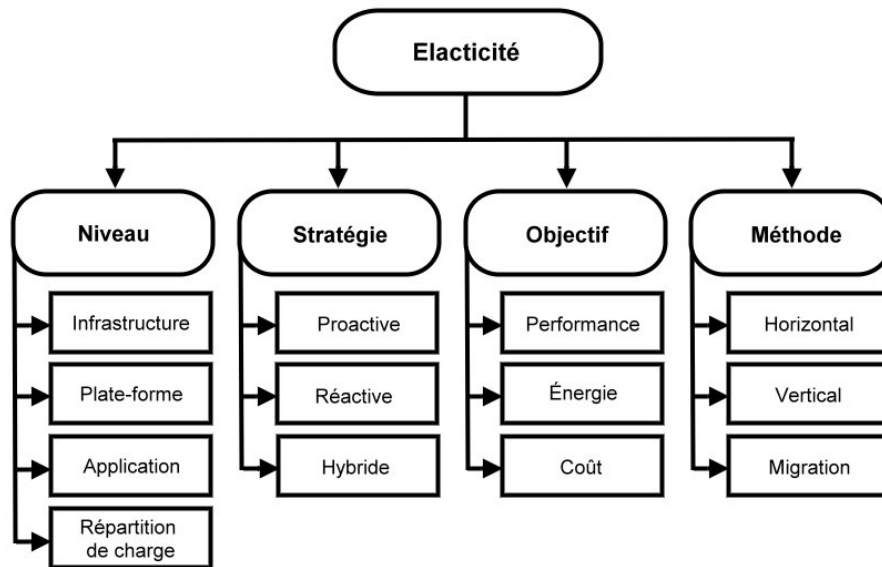 Elacticité
Niveau
Stratégie
Objectif
Méthode
Infrastructure
Plate-forme
Application
Répartition
de charge
Proactive
Réactive
Hybride
Performance
Énergie
Coût
Horizontal
Vertical
Migration